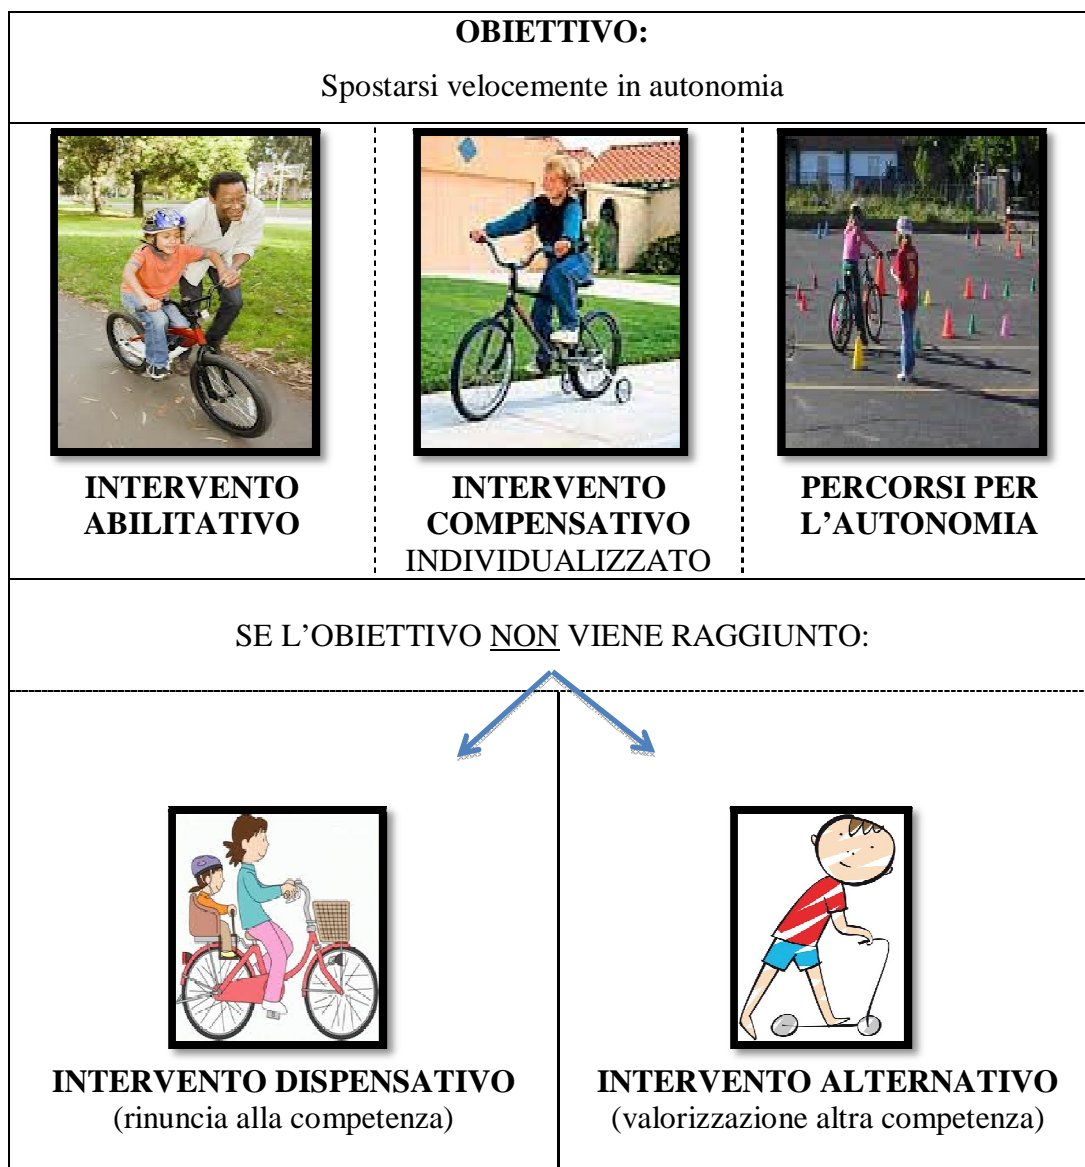 OBIETTIVO:
Spostarsi velocemente in autonomia
INTERVENTO
ABILITATIVO
INTERVENTO
COMPENSATIVO
INDIVIDUALIZZATO
PERCORSI PER
L’AUTONOMIA
SE L’OBIETTIVO NON VIENE RAGGIUNTO:
INTERVENTO DISPENSATIVO
(rinuncia alla competenza)
INTERVENTO ALTERNATIVO
(valorizzazione altra competenza)